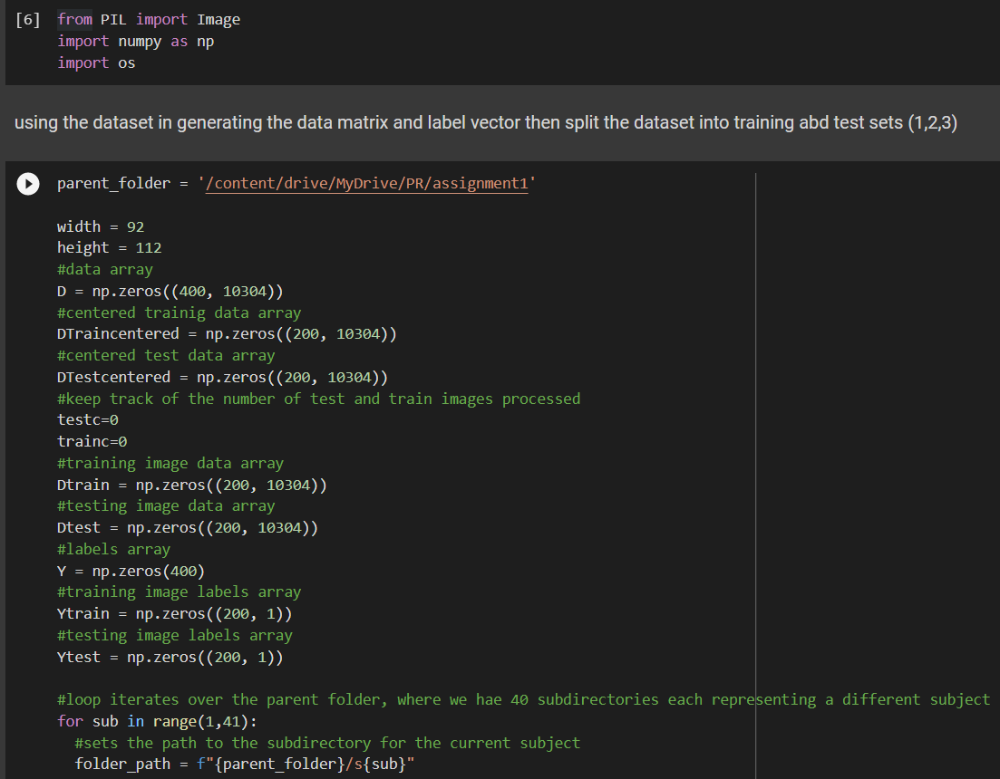 [6] from PIL import Image
import numpy as np
import os
using the dataset in generating the data matrix and label vector then split the dataset into training abd test sets (1,2,3)
parent_folder = '/content/drive/MyDrive/PR/assignment1'
width = 92
height = 112
#data array
D = np.zeros((400, 10304))
#centered trainig data array
DTraincentered = np.zeros((200, 10304))
#centered test data array
DTestcentered = np.zeros((200, 10304))
#keep track of the number of test and train images processed
testc=0
trainc=0
#training image data array
Dtrain = np.zeros((200, 10304))
#testing image data array
Dtest = np.zeros((200, 10304))
#labels array
Y = np.zeros(400)
#training image labels array
Ytrain = np.zeros((200, 1))
#testing image labels array
Ytest = np.zeros((200, 1))
#loop iterates over the parent folder, where we hae 40 subdirectories each representing a different subject
for sub in range(1,41):
  #sets the path to the subdirectory for the current subject
  folder_path = f"{parent_folder}/s{sub}"